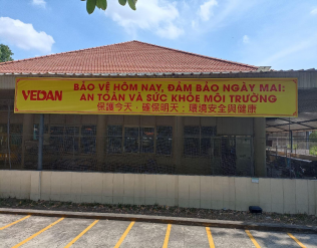 VEDAN
BẢO VỆ HÔM NAY, ĐẢM BẢO NGÀY MAI:
AN TOÀN VÀ SỨC KHỎE MÔI TRƯỜNG
保護今天，確保明天：環境安全與健康